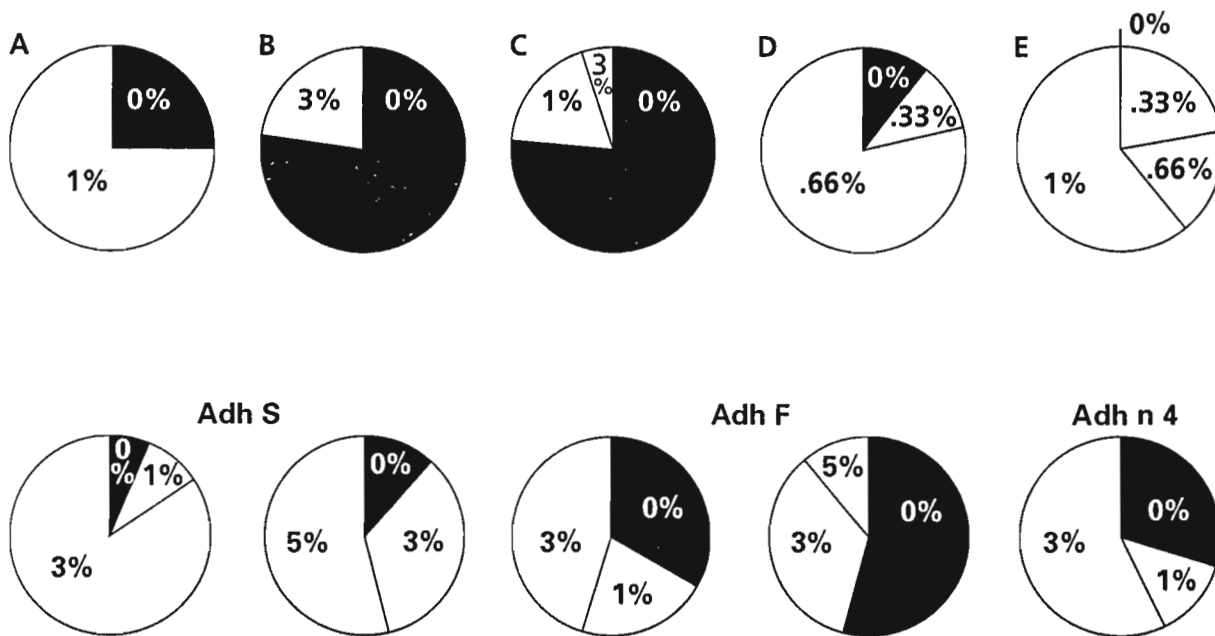 A B C D E 0%
0% 1%
3% 0%
1% 3% 0%
0% .33% .66%
.33% .66% 1%
Adh S Adh F Adh n 4
0% 1% 3%
0% 3% 5%
0% 1% 3%
5% 3% 0%
0% 1% 3%